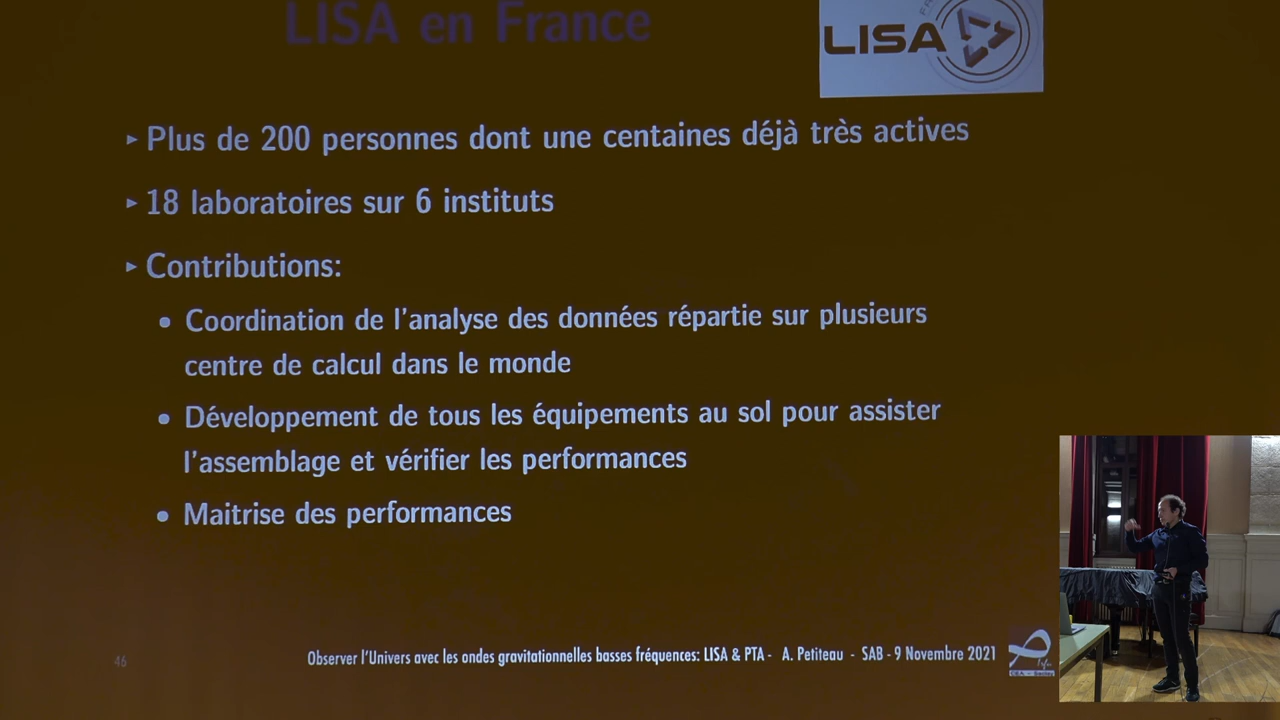 LISA en France
LISA
▸ Plus de 200 personnes dont une centaines déjà très actives
▸ 18 laboratoires sur 6 instituts
▸ Contributions:
• Coordination de l'analyse des données répartie sur plusieurs
centre de calcul dans le monde
• Développement de tous les équipements au sol pour assister
l'assemblage et vérifier les performances
• Maitrise des performances
46
Observer l'Univers avec les ondes gravitationnelles basses fréquences: LISA & PTA - A. Petiteau - SAB - 9 Novembre 2021
CEA - Saclay